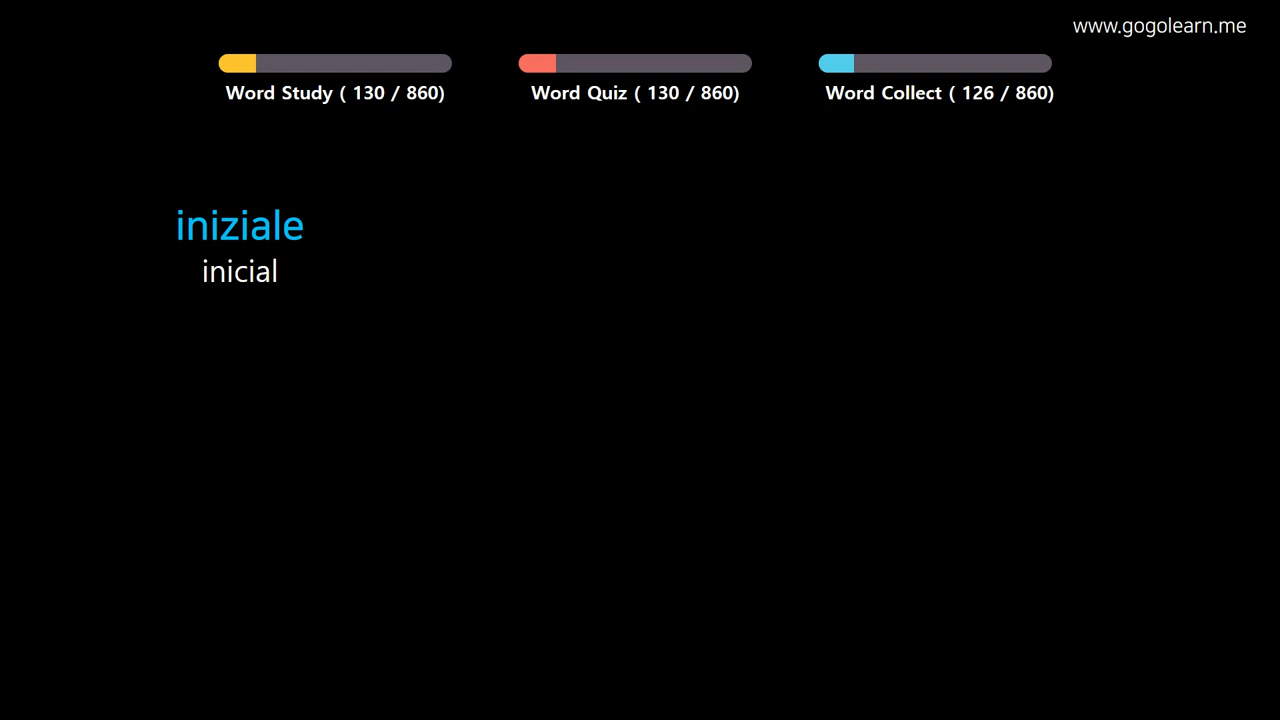 www.gogolearn.me
Word Study ( 130 / 860)
Word Quiz ( 130 / 860)
Word Collect ( 126 / 860)
iniziale
inicial